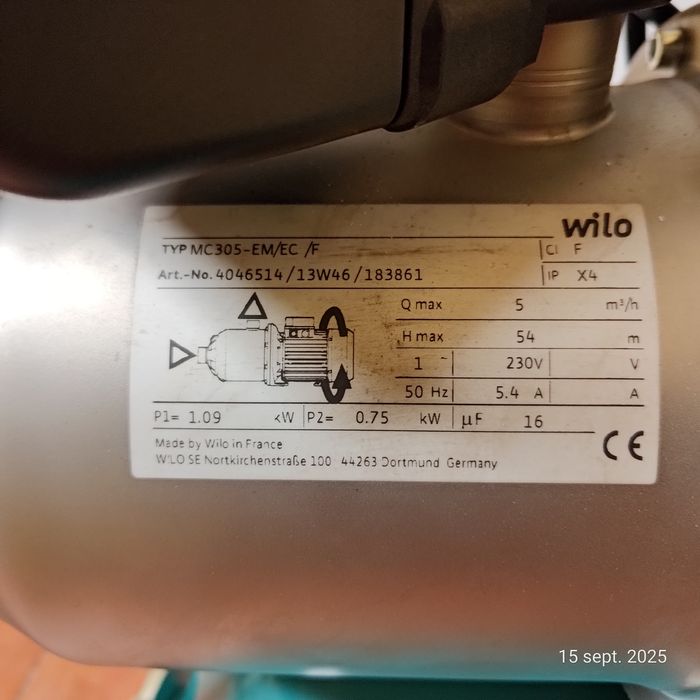 wilo
TYP MC305-EM/EC /F CI F
Art.-No. 4046514/13W46/183861 IP X4
Q max 5 m³/h
H max 54 m
1 ~ 230V V
50 Hz 5.4 A A
P1= 1.09 kW P2= 0.75 kW µF 16
Made by Wilo in France CE
WILO SE Nortkirchenstraße 100 44263 Dortmund Germany
15 sept. 2025